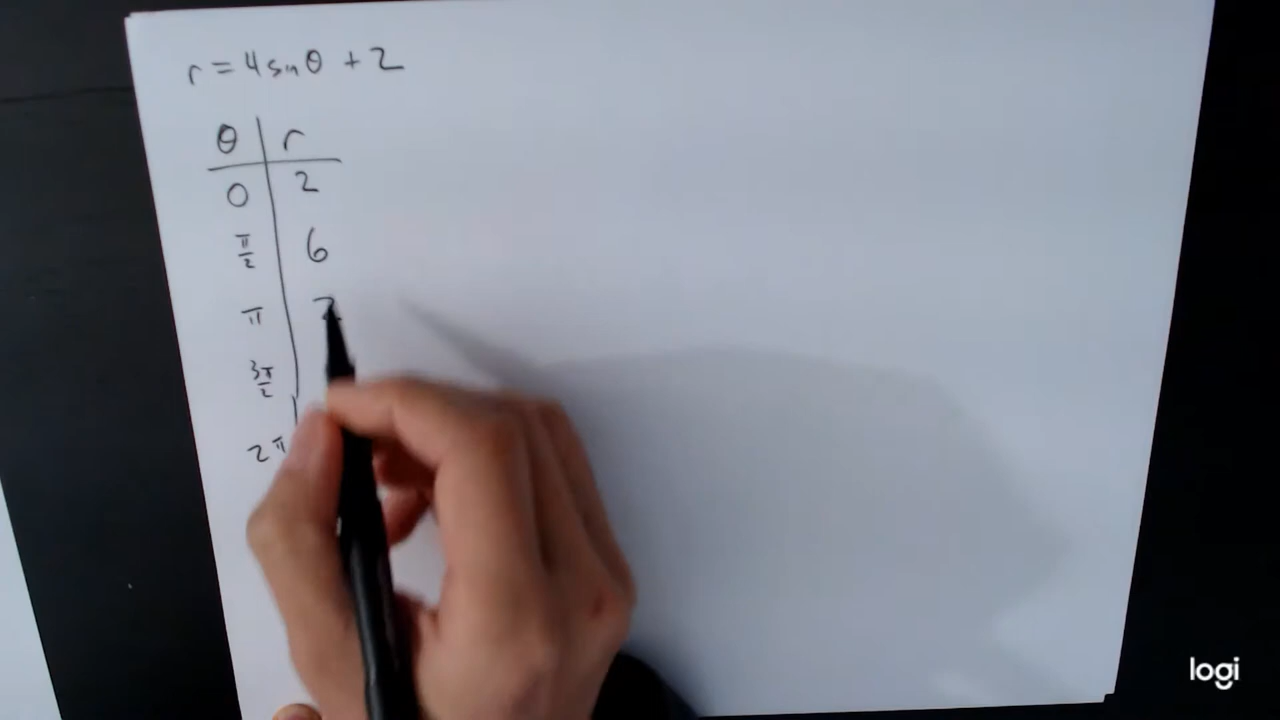 r = 4 sin θ + 2
θ r
0 2
π/2 6
π 2
3π/2
2π
logi